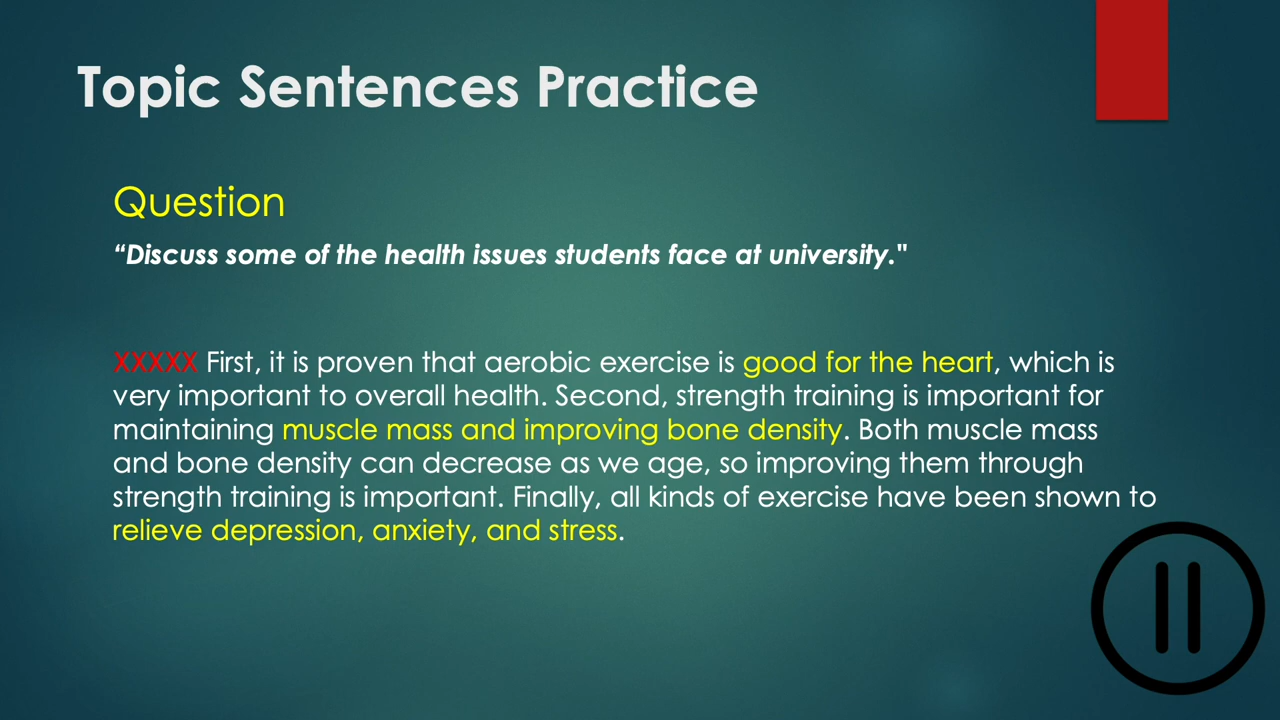 Topic Sentences Practice
Question
“Discuss some of the health issues students face at university."
XXXXX First, it is proven that aerobic exercise is good for the heart, which is
very important to overall health. Second, strength training is important for
maintaining muscle mass and improving bone density. Both muscle mass
and bone density can decrease as we age, so improving them through
strength training is important. Finally, all kinds of exercise have been shown to
relieve depression, anxiety, and stress.